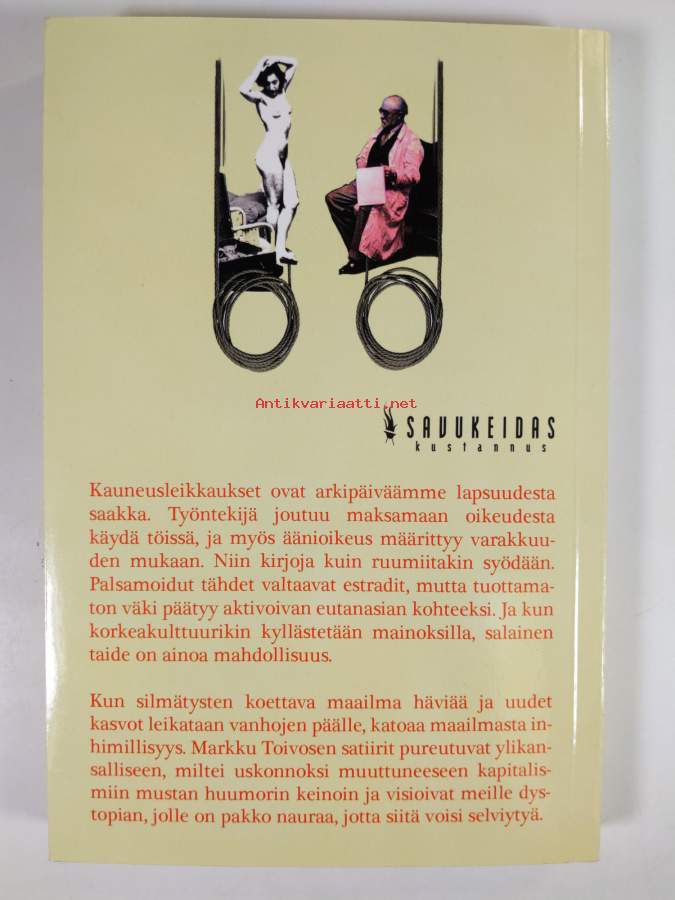 Antikvariaatti.net
SAVUKEIDAS
kustannus
Kauneusleikkaukset ovat arkipäiväämme lapsuudesta
saakka. Työntekijä joutuu maksamaan oikeudesta
käydä töissä, ja myös äänioikeus määrittyy varakkuu-
den mukaan. Niin kirjoja kuin ruumiitakin syödään.
Palsamoidut tähdet valtaavat estradit, mutta tuottama-
ton väki päätyy aktivoivan eutanasian kohteeksi. Ja kun
korkeakulttuurikin kyllästetään mainoksilla, salainen
taide on ainoa mahdollisuus.
Kun silmätysten koettava maailma häviää ja uudet
kasvot leikataan vanhojen päälle, katoaa maailmasta in-
himillisyys. Markku Toivosen satiirit pureutuvat ylikan-
salliseen, miltei uskonnoksi muuttuneeseen kapitalis-
miin mustan huumorin keinoin ja visioivat meille dys-
topian, jolle on pakko nauraa, jotta siitä voisi selviytyä.